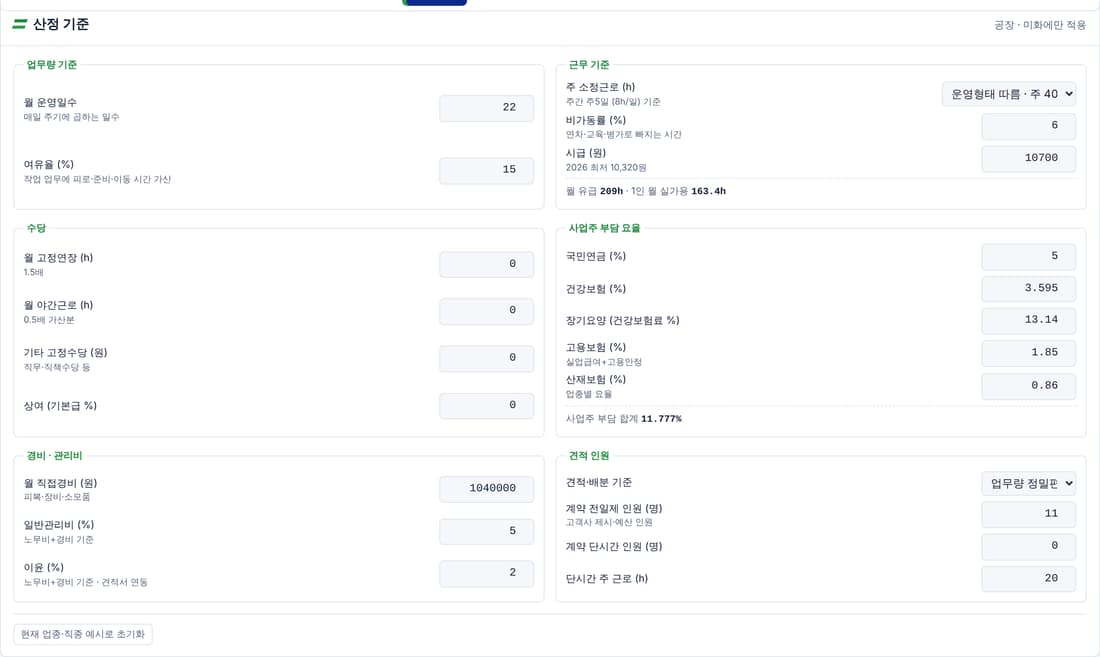 산정 기준
공장 · 미화에만 적용
업무량 기준
월 운영일수
매일 주기에 곱하는 일수
22
여유율 (%)
작업 업무에 피로·준비·이동 시간 가산
15
근무 기준
주 소정근로 (h)
주간 주5일 (8h/일) 기준
운영형태 따름 · 주 40
비가동률 (%)
연차·교육·병가로 빠지는 시간
6
시급 (원)
2026 최저 10,320원
10700
월 유급 209h · 1인 월 실가용 163.4h
수당
월 고정연장 (h)
1.5배
0
월 야간근로 (h)
0.5배 가산분
0
기타 고정수당 (원)
직무·직책수당 등
0
상여 (기본급 %)
0
사업주 부담 요율
국민연금 (%)
5
건강보험 (%)
3.595
장기요양 (건강보험료 %)
13.14
고용보험 (%)
실업급여+고용안정
1.85
산재보험 (%)
업종별 요율
0.86
사업주 부담 합계 11.777%
경비 · 관리비
월 직접경비 (원)
피복·장비·소모품
1040000
일반관리비 (%)
노무비+경비 기준
5
이윤 (%)
노무비+경비 기준 · 견적서 연동
2
견적 인원
견적·배분 기준
업무량 정밀편
계약 전일제 인원 (명)
고객사 제시·예산 인원
11
계약 단시간 인원 (명)
0
단시간 주 근로 (h)
20
현재 업종·직종 예시로 초기화